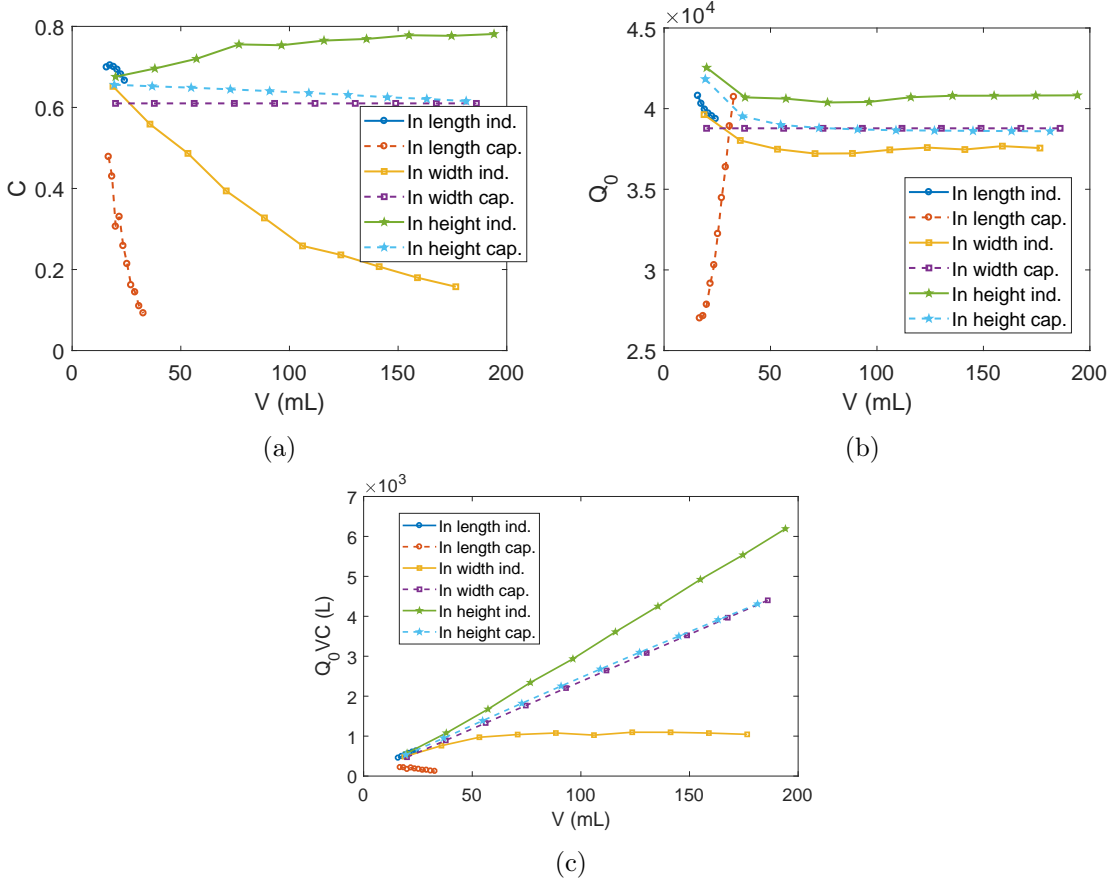 0.8
0.6
0.4
0.2
0
C
0 50 100 150 200
V (mL)
In length ind.
In length cap.
In width ind.
In width cap.
In height ind.
In height cap.
(a)
×10⁴
4.5
4
3.5
3
2.5
Q₀
0 50 100 150 200
V (mL)
In length ind.
In length cap.
In width ind.
In width cap.
In height ind.
In height cap.
(b)
×10³
7
6
5
4
3
2
1
0
Q₀VC (L)
0 50 100 150 200
V (mL)
In length ind.
In length cap.
In width ind.
In width cap.
In height ind.
In height cap.
(c)